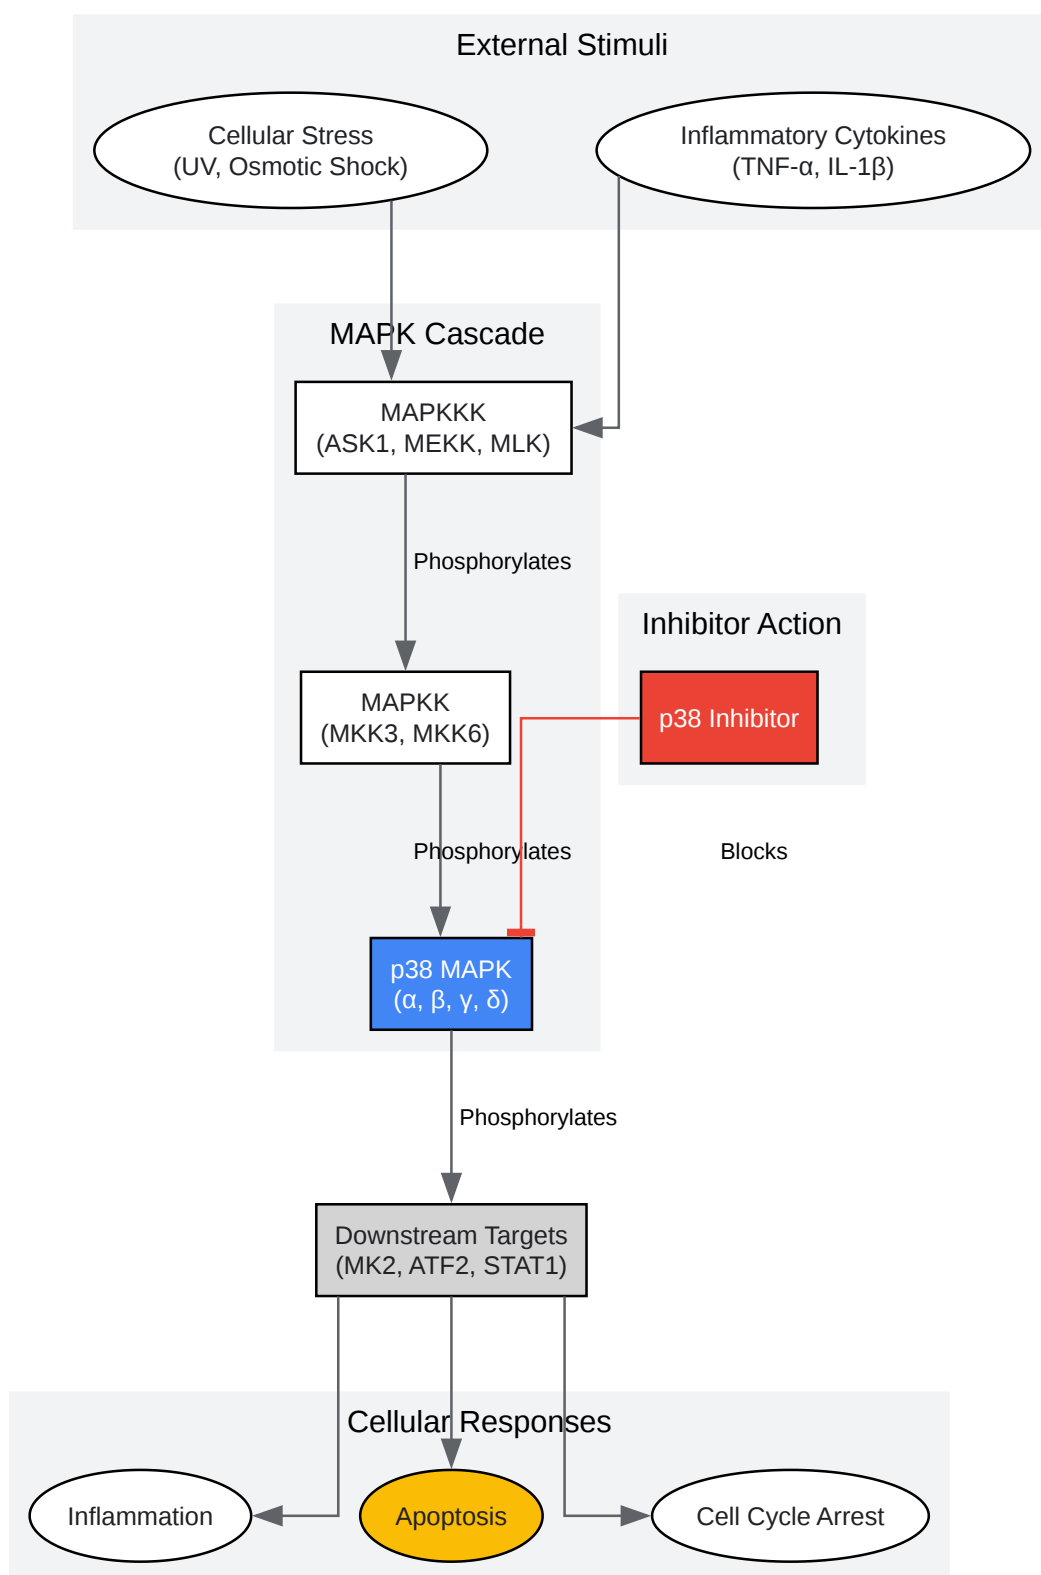 External Stimuli
Cellular Stress
(UV, Osmotic Shock)
Inflammatory Cytokines
(TNF-α, IL-1β)
MAPK Cascade
MAPKKK
(ASK1, MEKK, MLK)
Phosphorylates
Inhibitor Action
MAPKK
(MKK3, MKK6)
p38 Inhibitor
Phosphorylates
Blocks
p38 MAPK
(α, β, γ, δ)
Phosphorylates
Downstream Targets
(MK2, ATF2, STAT1)
Cellular Responses
Inflammation
Apoptosis
Cell Cycle Arrest